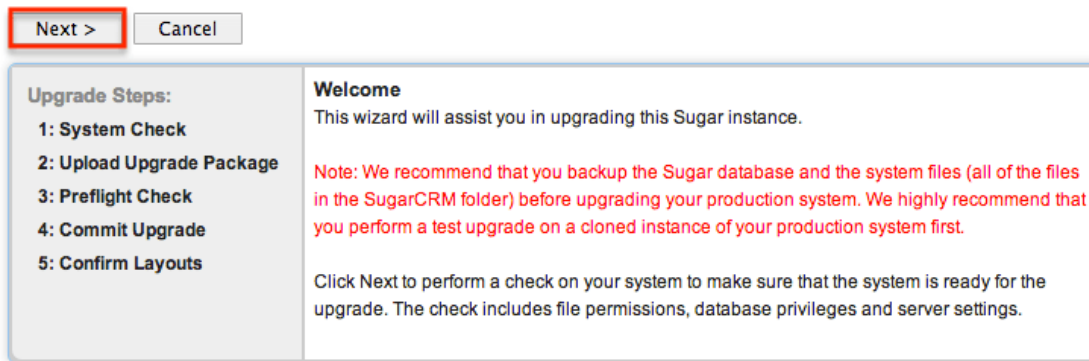 Next >
Cancel
Upgrade Steps:
1: System Check
2: Upload Upgrade Package
3: Preflight Check
4: Commit Upgrade
5: Confirm Layouts
Welcome
This wizard will assist you in upgrading this Sugar instance.
Note: We recommend that you backup the Sugar database and the system files (all of the files
in the SugarCRM folder) before upgrading your production system. We highly recommend that
you perform a test upgrade on a cloned instance of your production system first.
Click Next to perform a check on your system to make sure that the system is ready for the
upgrade. The check includes file permissions, database privileges and server settings.